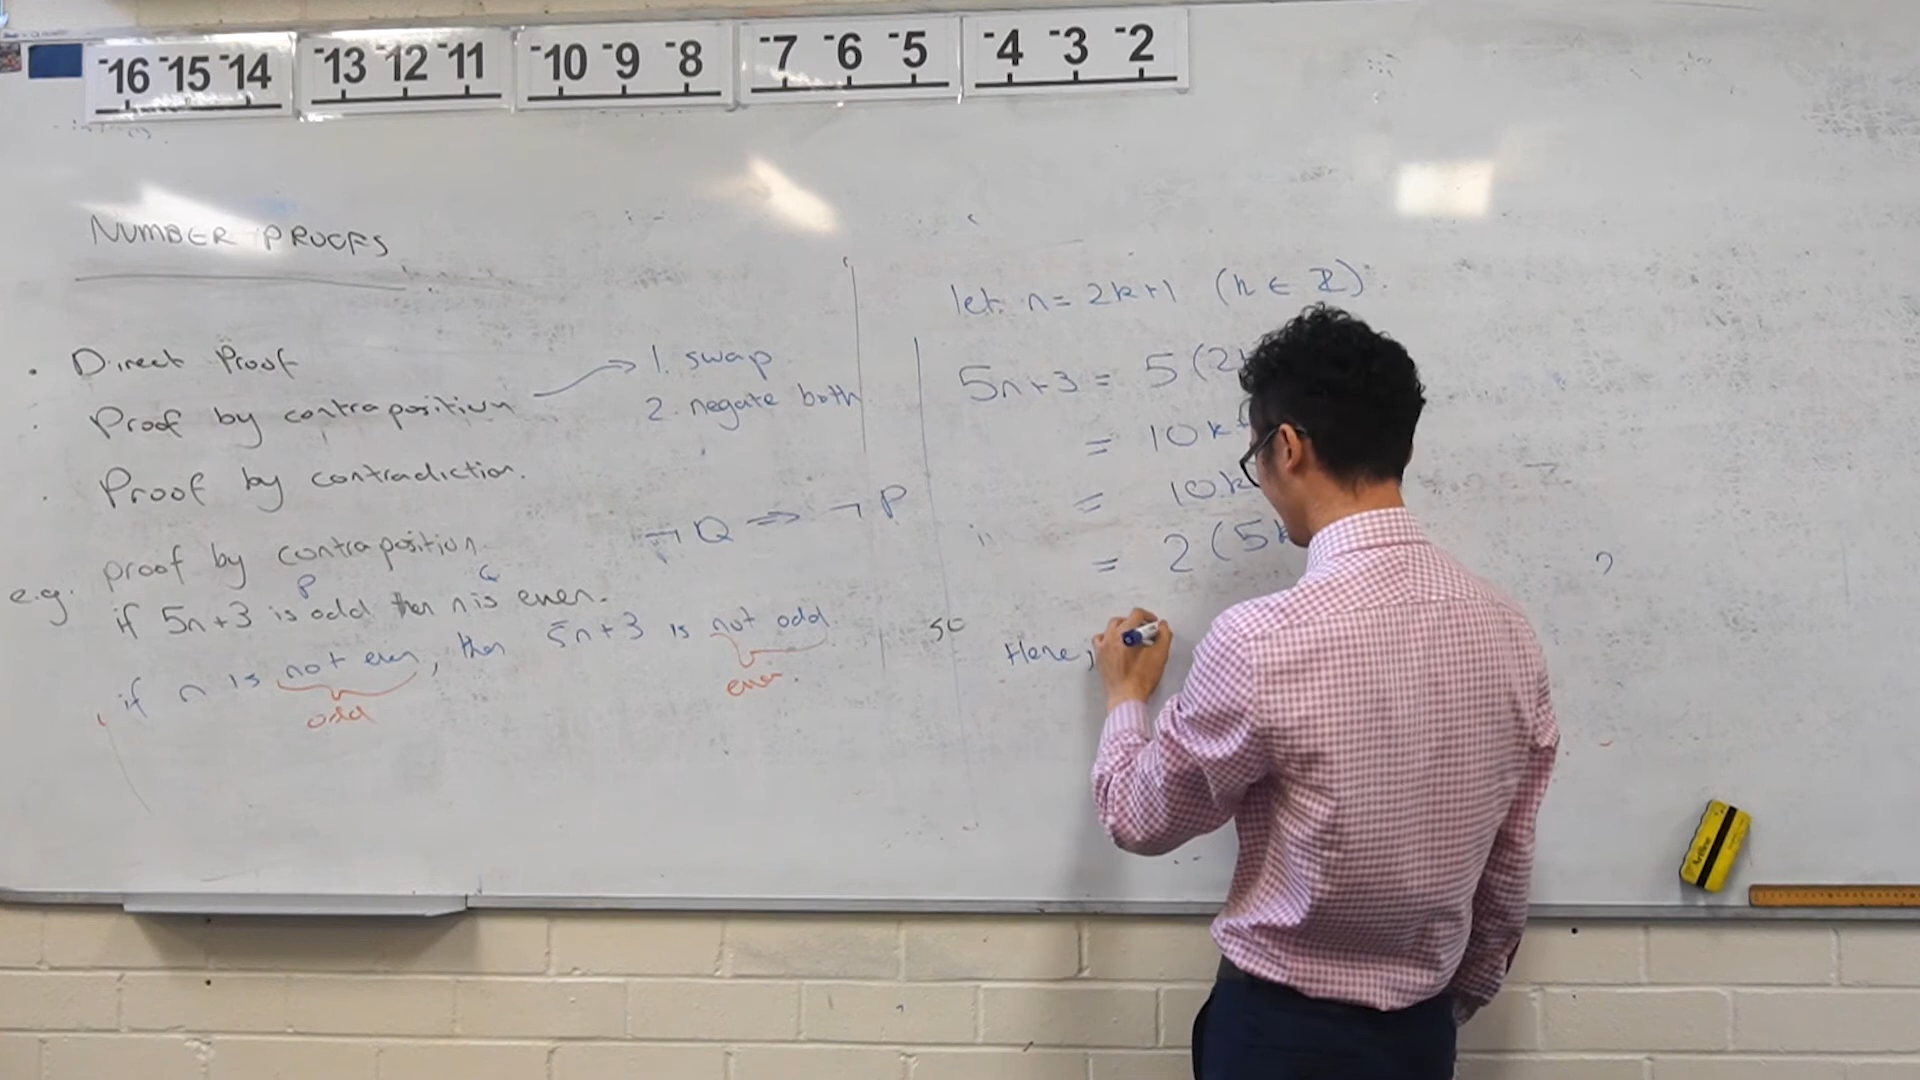 -16 -15 -14 -13 -12 -11 -10 -9 -8 -7 -6 -5 -4 -3 -2
NUMBER PROOFS
. Direct Proof
. Proof by contraposition
1. swap
2. negate both
. Proof by contradiction.
¬Q ⇒ ¬P
e.g. proof by contraposition
P Q
if 5n+3 is odd then n is even.
if n is not even, then 5n+3 is not odd
odd
even.
let n = 2k+1 (k ∈ ℤ)
5n+3 = 5(2k
= 10k+
= 10k
= 2(5k
so
Here,